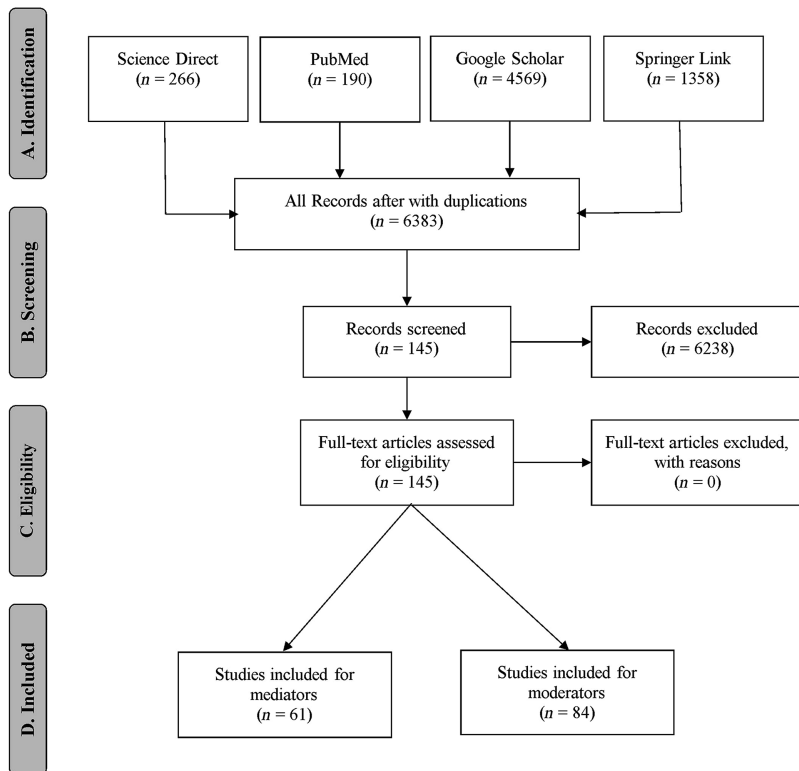 A. Identification
Science Direct
(n = 266)
PubMed
(n = 190)
Google Scholar
(n = 4569)
Springer Link
(n = 1358)
All Records after with duplications
(n = 6383)
B. Screening
Records screened
(n = 145)
Records excluded
(n = 6238)
C. Eligibility
Full-text articles assessed
for eligibility
(n = 145)
Full-text articles excluded,
with reasons
(n = 0)
D. Included
Studies included for
mediators
(n = 61)
Studies included for
moderators
(n = 84)